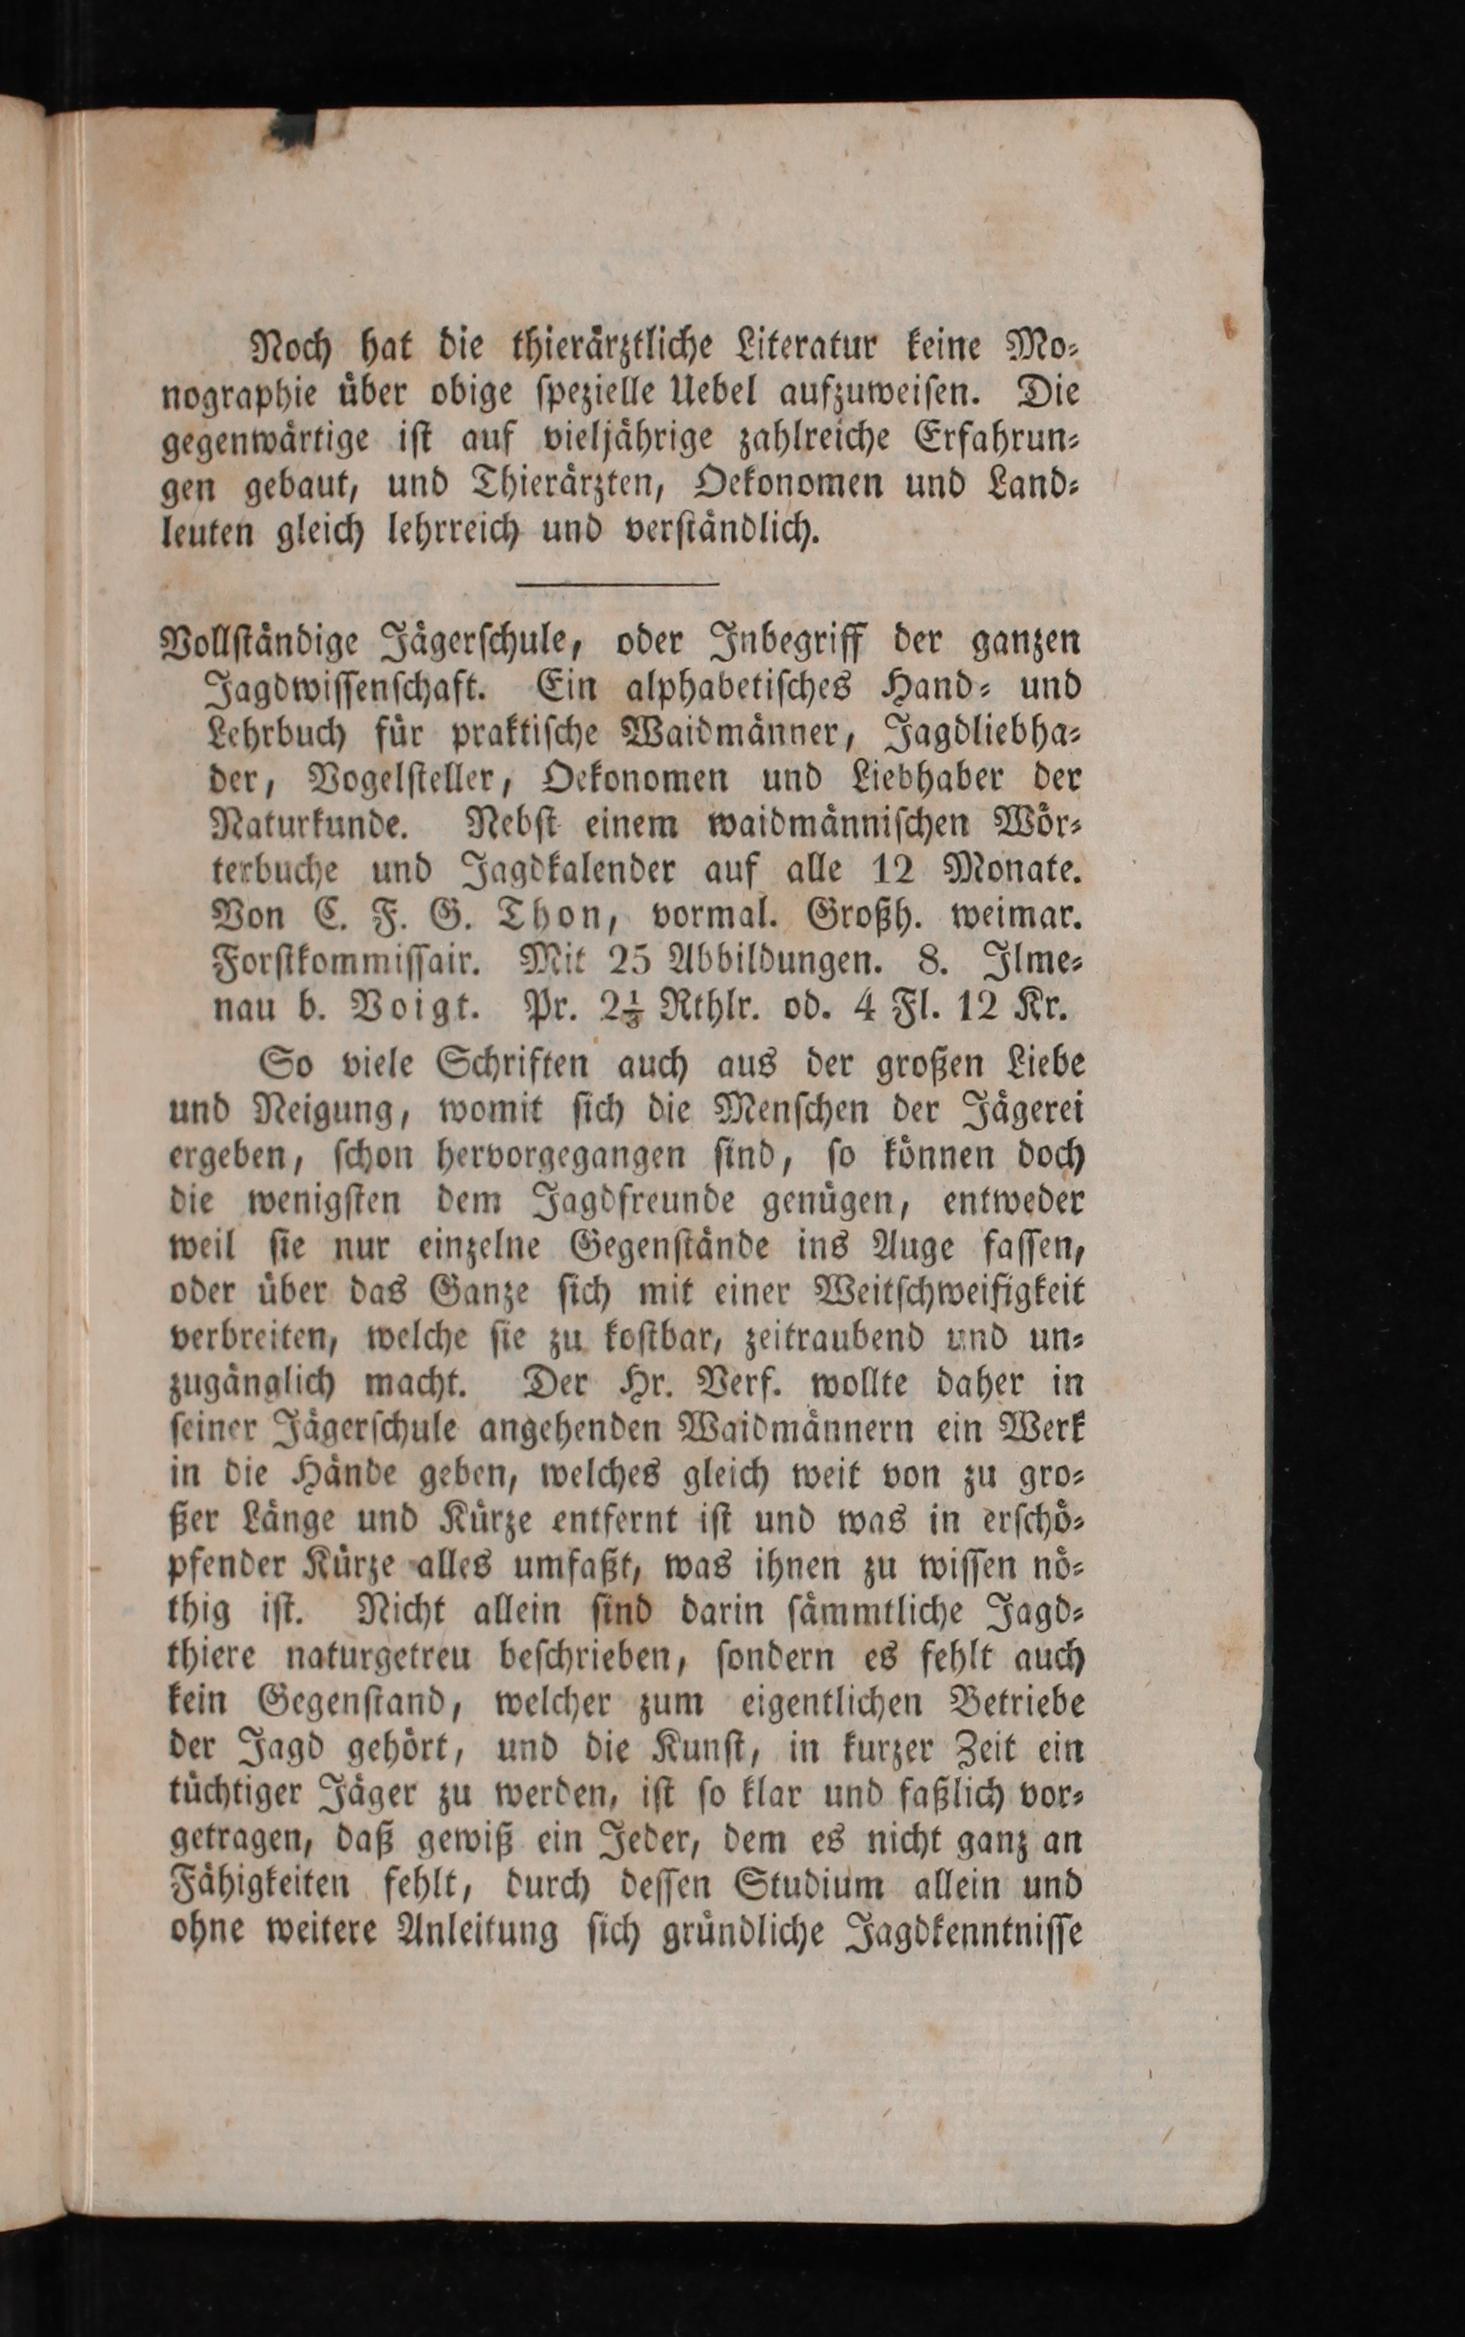 Noch hat die thierärztliche Literatur keine Mo-
nographie über obige ſpezielle Uebel aufzuweiſen. Die
gegenwärtige iſt auf vieljährige zahlreiche Erfahrun-
gen gebaut, und Thierärzten, Oekonomen und Land-
leuten gleich lehrreich und verſtändlich.
Vollſtändige Jägerſchule, oder Inbegriff der ganzen
Jagdwiſſenſchaft. Ein alphabetiſches Hand- und
Lehrbuch für praktiſche Waidmänner, Jagdliebha-
der, Vogelſteller, Oekonomen und Liebhaber der
Naturkunde. Nebſt einem waidmänniſchen Wör-
terbuche und Jagdkalender auf alle 12 Monate.
Von C. F. G. Thon, vormal. Großh. weimar.
Forſtkommiſſair. Mit 25 Abbildungen. 8. Ilme-
nau b. Voigt. Pr. 2⅓ Rthlr. od. 4 Fl. 12 Kr.
So viele Schriften auch aus der großen Liebe
und Neigung, womit ſich die Menſchen der Jägerei
ergeben, ſchon hervorgegangen ſind, ſo können doch
die wenigſten dem Jagdfreunde genügen, entweder
weil ſie nur einzelne Gegenſtände ins Auge faſſen,
oder über das Ganze ſich mit einer Weitſchweifigkeit
verbreiten, welche ſie zu koſtbar, zeitraubend und un-
zugänglich macht. Der Hr. Verf. wollte daher in
ſeiner Jägerſchule angehenden Waidmännern ein Werk
in die Hände geben, welches gleich weit von zu gro-
ßer Länge und Kürze entfernt iſt und was in erſchö-
pfender Kürze alles umfaßt, was ihnen zu wiſſen nö-
thig iſt. Nicht allein ſind darin ſämmtliche Jagd-
thiere naturgetreu beſchrieben, ſondern es fehlt auch
kein Gegenſtand, welcher zum eigentlichen Betriebe
der Jagd gehört, und die Kunſt, in kurzer Zeit ein
tüchtiger Jäger zu werden, iſt ſo klar und faßlich vor-
getragen, daß gewiß ein Jeder, dem es nicht ganz an
Fähigkeiten fehlt, durch deſſen Studium allein und
ohne weitere Anleitung ſich gründliche Jagdkenntniſſe